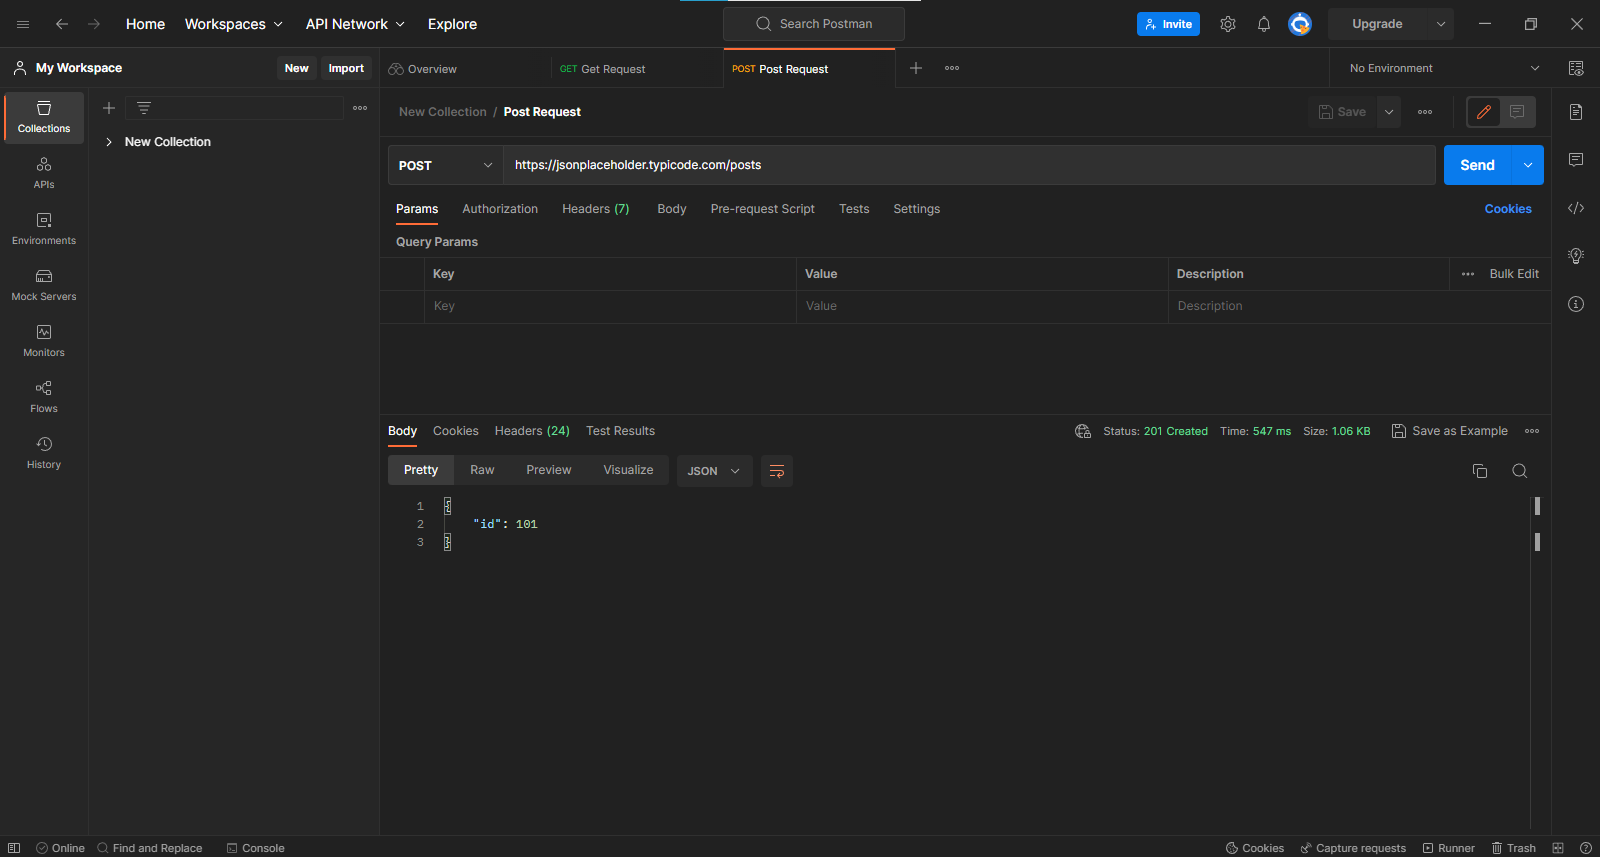 Home Workspaces API Network Explore Search Postman Invite Upgrade
My Workspace New Import Overview GET Get Request POST Post Request No Environment
New Collection / Post Request Save
Collections
New Collection
POST https://jsonplaceholder.typicode.com/posts Send
APIs
Params Authorization Headers (7) Body Pre-request Script Tests Settings Cookies
Environments
Query Params
Key Value Description Bulk Edit
Mock Servers
Key Value Description
Monitors
Flows
Body Cookies Headers (24) Test Results Status: 201 Created Time: 547 ms Size: 1.06 KB Save as Example
History
Pretty Raw Preview Visualize JSON
1 {
2 "id": 101
3 }
Online Find and Replace Console Cookies Capture requests Runner Trash